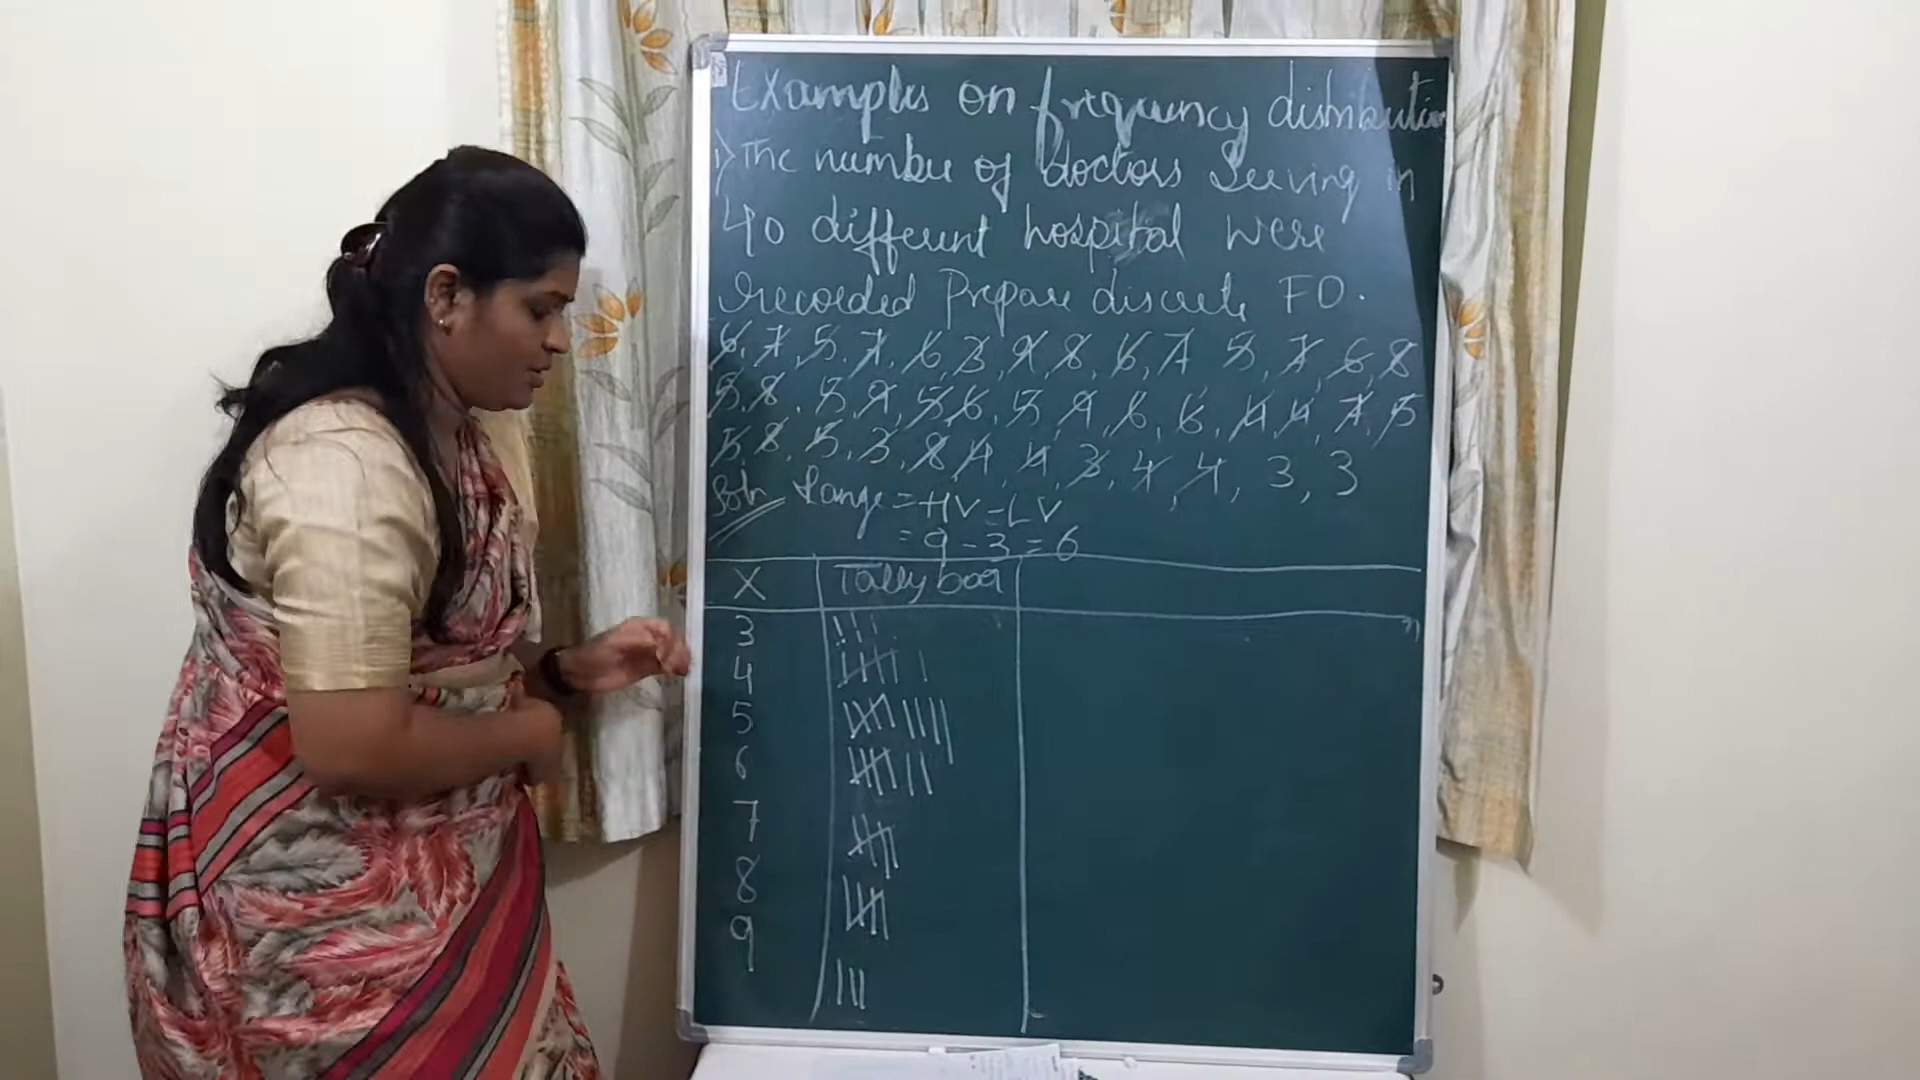 Examples on frequency distribution
1) The number of doctors Serving in
40 different hospital were
recorded Prepare discrete FD.
6, 7, 5, 7, 6, 3, 9, 8, 6, 7 5, 7, 6, 8
5, 8, 5, 9, 5, 6, 5, 9, 6, 6, 4, 4, 7, 5
5, 8, 5, 3, 8, 4, 4, 3, 4, 4, 3, 3
Soln Range = HV - LV
= 9 - 3 = 6
X Tally bar
3
4
5
6
7
8
9